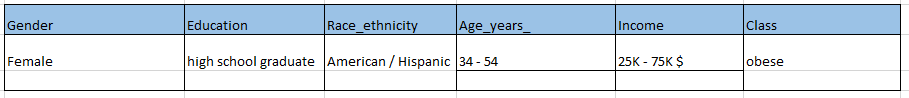 Gender Education Race_ethnicity Age_years_ Income Class
Female high school graduate American / Hispanic 34 - 54 25K - 75K $ obese